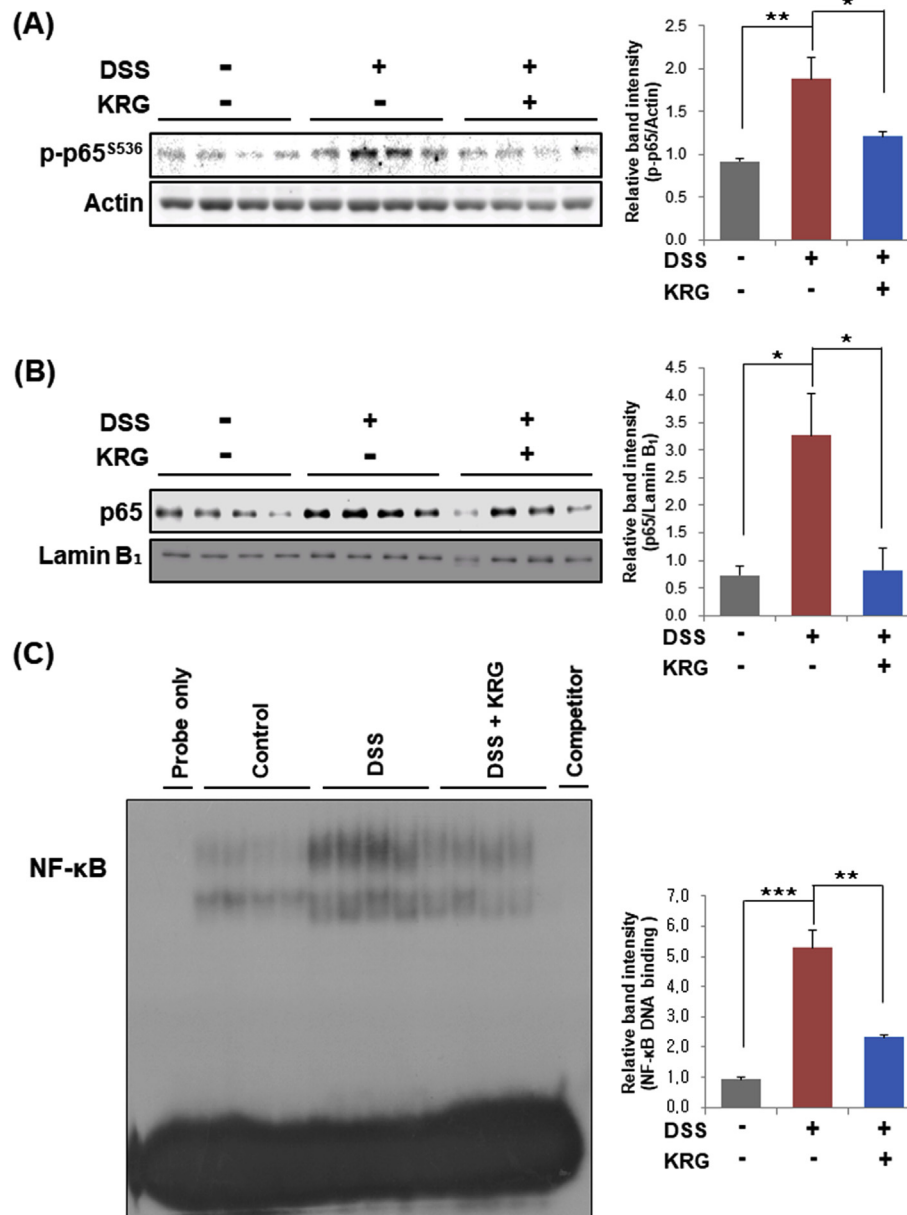 (A)
DSS - + +
KRG - - +
p-p65S536
Actin
** *
Relative band intensity
(p-p65/Actin)
2.5
2.0
1.5
1.0
0.5
0.0
DSS - + +
KRG - - +
(B)
DSS - + +
KRG - - +
p65
Lamin B1
* *
Relative band intensity
(p65/Lamin B1)
4.5
4.0
3.5
3.0
2.5
2.0
1.5
1.0
0.5
0.0
DSS - + +
KRG - - +
(C)
Probe only
Control
DSS
DSS + KRG
Competitor
NF-κB
*** **
Relative band intensity
(NF-κB DNA binding )
7.0
6.0
5.0
4.0
3.0
2.0
1.0
0.0
DSS - + +
KRG - - +